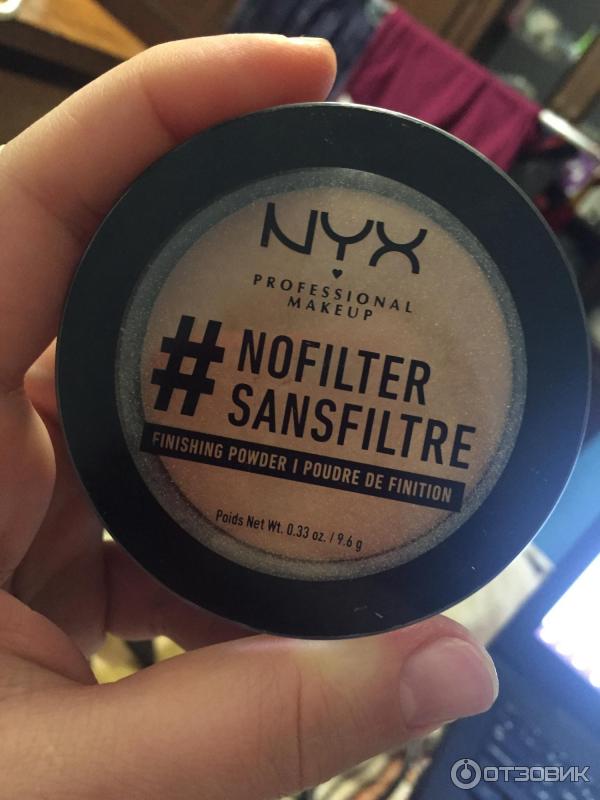 NYX
PROFESSIONAL
MAKEUP
# NOFILTER
SANSFILTRE
FINISHING POWDER I POUDRE DE FINITION
Poids Net Wt. 0.33 oz. / 9.6 g
ОТЗОВИК